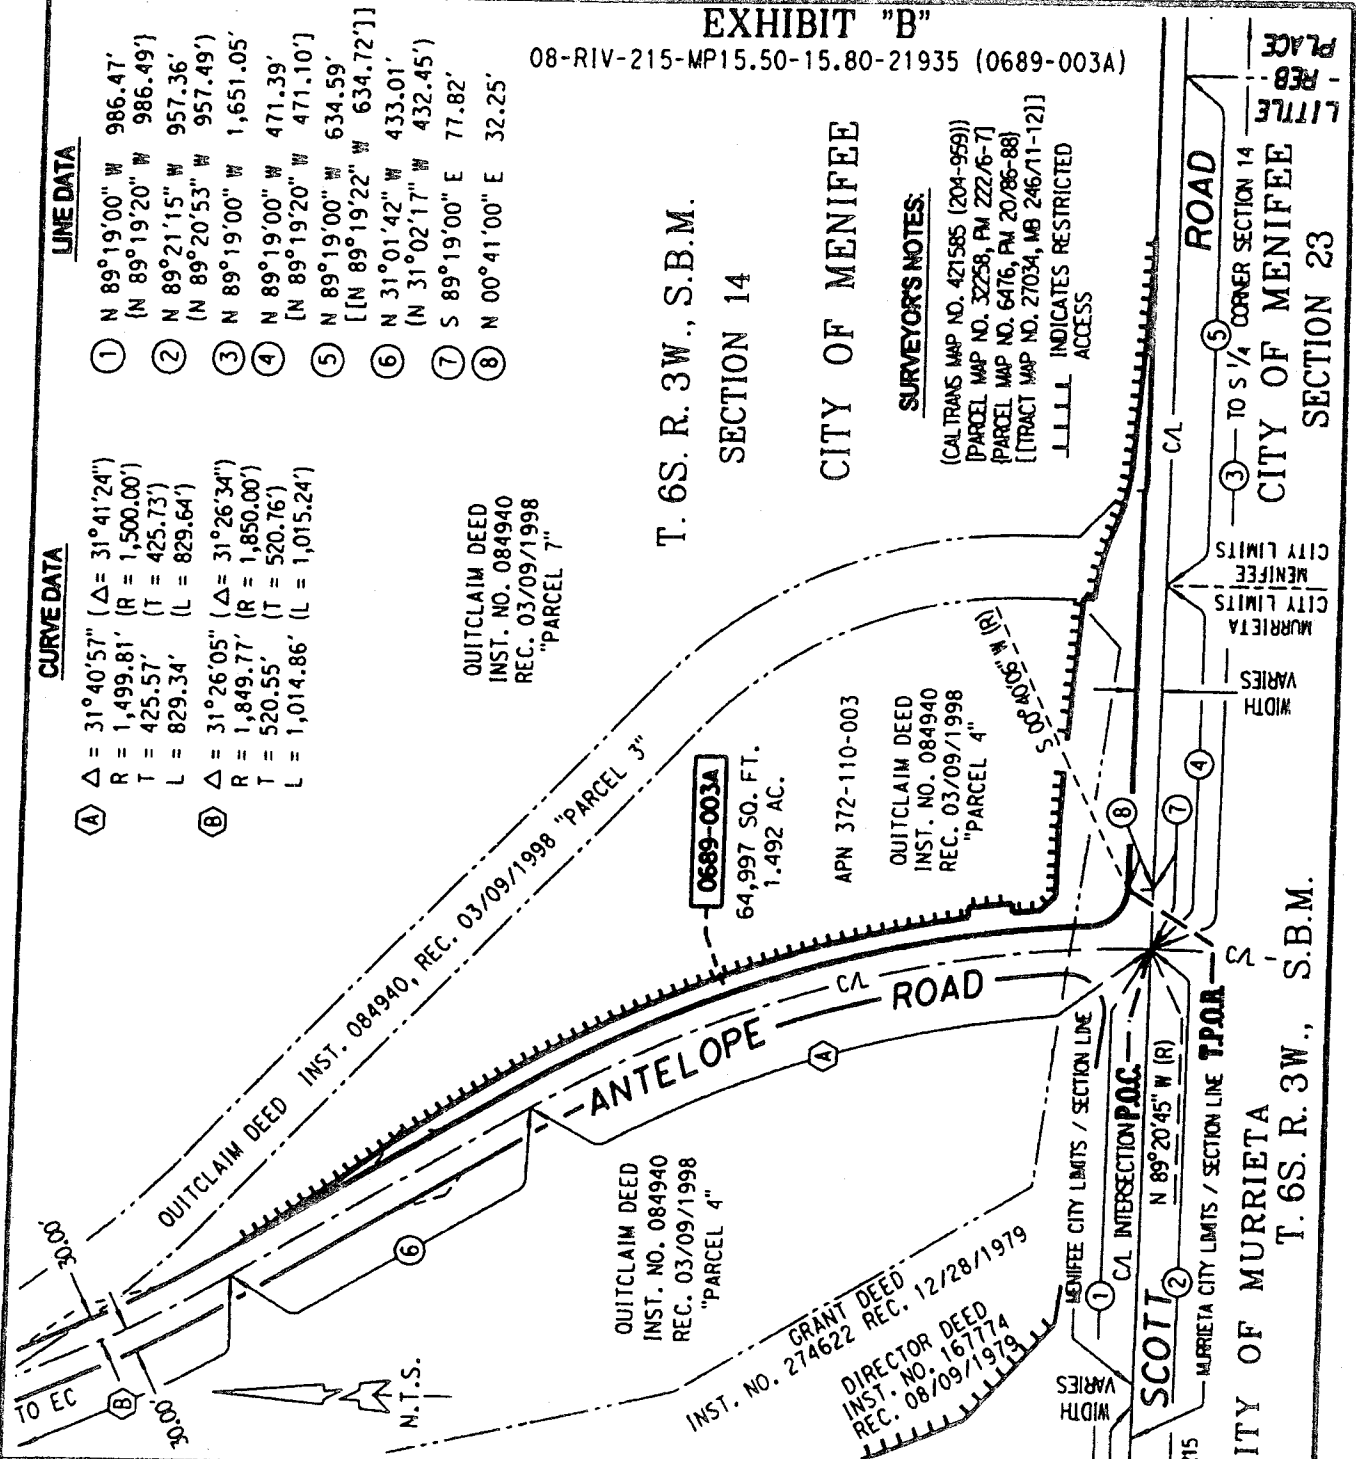 EXHIBIT "B"
08-RIV-215-MP15.50-15.80-21935 (0689-003A)
LINE DATA
1 N 89°19'00" W 986.47'
{N 89°19'20" W 986.49'}
2 N 89°21'15" W 957.36'
(N 89°20'53" W 957.49')
3 N 89°19'00" W 1,651.05'
4 N 89°19'00" W 471.39'
[N 89°19'20" W 471.10']
5 N 89°19'00" W 634.59'
[[N 89°19'22" W 634.72']]
6 N 31°01'42" W 433.01'
(N 31°02'17" W 432.45')
7 S 89°19'00" E 77.82'
8 N 00°41'00" E 32.25'
CURVE DATA
A Δ = 31°40'57" (Δ = 31°41'24")
R = 1,499.81' (R = 1,500.00')
T = 425.57' (T = 425.73')
L = 829.34' (L = 829.64')
B Δ = 31°26'05" (Δ = 31°26'34")
R = 1,849.77' (R = 1,850.00')
T = 520.55' (T = 520.76')
L = 1,014.86' (L = 1,015.24')
QUITCLAIM DEED
INST. NO. 084940
REC. 03/09/1998
"PARCEL 7"
T. 6S. R. 3W., S.B.M.
SECTION 14
CITY OF MENIFEE
SURVEYOR'S NOTES:
(CALTRANS MAP NO. 421585 (204-959))
[PARCEL MAP NO. 32258, PM 222/6-7]
{PARCEL MAP NO. 6476, PM 20/86-88}
[[TRACT MAP NO. 27034, MB 246/11-12]]
INDICATES RESTRICTED
ACCESS
QUITCLAIM DEED INST. 084940, REC. 03/09/1998 "PARCEL 3"
0689-003A
64,997 SQ. FT.
1.492 AC.
APN 372-110-003
QUITCLAIM DEED
INST. NO. 084940
REC. 03/09/1998
"PARCEL 4"
S 00°40'06" W (R)
ANTELOPE ROAD
C/L
A
6
B
TO EC
30.00'
30.00'
N.T.S.
QUITCLAIM DEED
INST. NO. 084940
REC. 03/09/1998
"PARCEL 4"
GRANT DEED
INST. NO. 274622 REC. 12/28/1979
DIRECTOR DEED
INST. NO. 167774
REC. 08/09/1979
MENIFEE CITY LIMITS / SECTION LINE
1
C/L INTERSECTION P.O.C.
N 89°20'45" W (R)
SCOTT ROAD
2
MURRIETA CITY LIMITS / SECTION LINE T.P.O.B.
WIDTH
VARIES
215
C/L
8
7
4
WIDTH
VARIES
MURRIETA
CITY LIMITS
MENIFEE
CITY LIMITS
C/L
5
3 TO S 1/4 CORNER SECTION 14
LITTLE
REB
PLACE
CITY OF MENIFEE
SECTION 23
ITY OF MURRIETA
T. 6S. R. 3W., S.B.M.